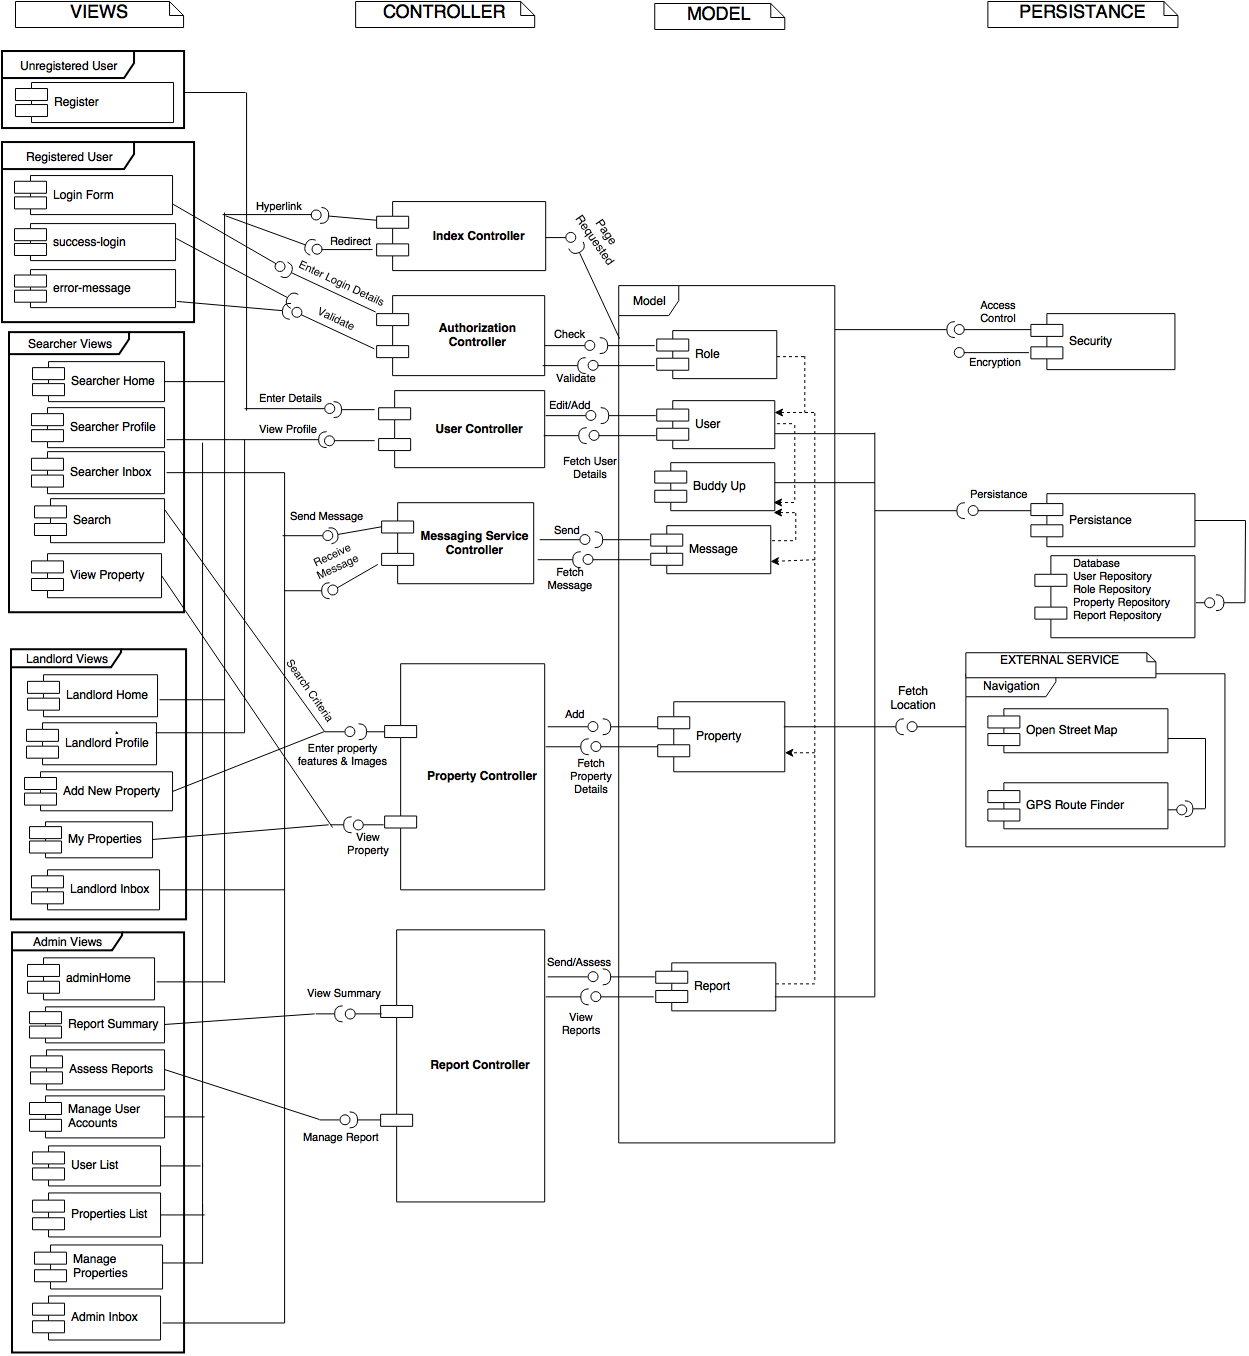 VIEWS
CONTROLLER
MODEL
PERSISTANCE
Unregistered User
Register
Registered User
Login Form
success-login
error-message
Searcher Views
Searcher Home
Searcher Profile
Searcher Inbox
Search
View Property
Landlord Views
Landlord Home
Landlord Profile
Add New Property
My Properties
Landlord Inbox
Admin Views
adminHome
Report Summary
Assess Reports
Manage User
Accounts
User List
Properties List
Manage
Properties
Admin Inbox
Hyperlink
Redirect
Enter Login Details
Validate
Enter Details
View Profile
Send Message
Receive
Message
Search Criteria
Enter property
features & Images
View
Property
View Summary
Manage Report
Index Controller
Authorization
Controller
User Controller
Messaging Service
Controller
Property Controller
Report Controller
Page
Requested
Check
Validate
Edit/Add
Fetch User
Details
Send
Fetch
Message
Add
Fetch
Property
Details
Send/Assess
View
Reports
Model
Role
User
Buddy Up
Message
Property
Report
Access
Control
Encryption
Security
Persistance
Persistance
Database
User Repository
Role Repository
Property Repository
Report Repository
Fetch
Location
EXTERNAL SERVICE
Navigation
Open Street Map
GPS Route Finder